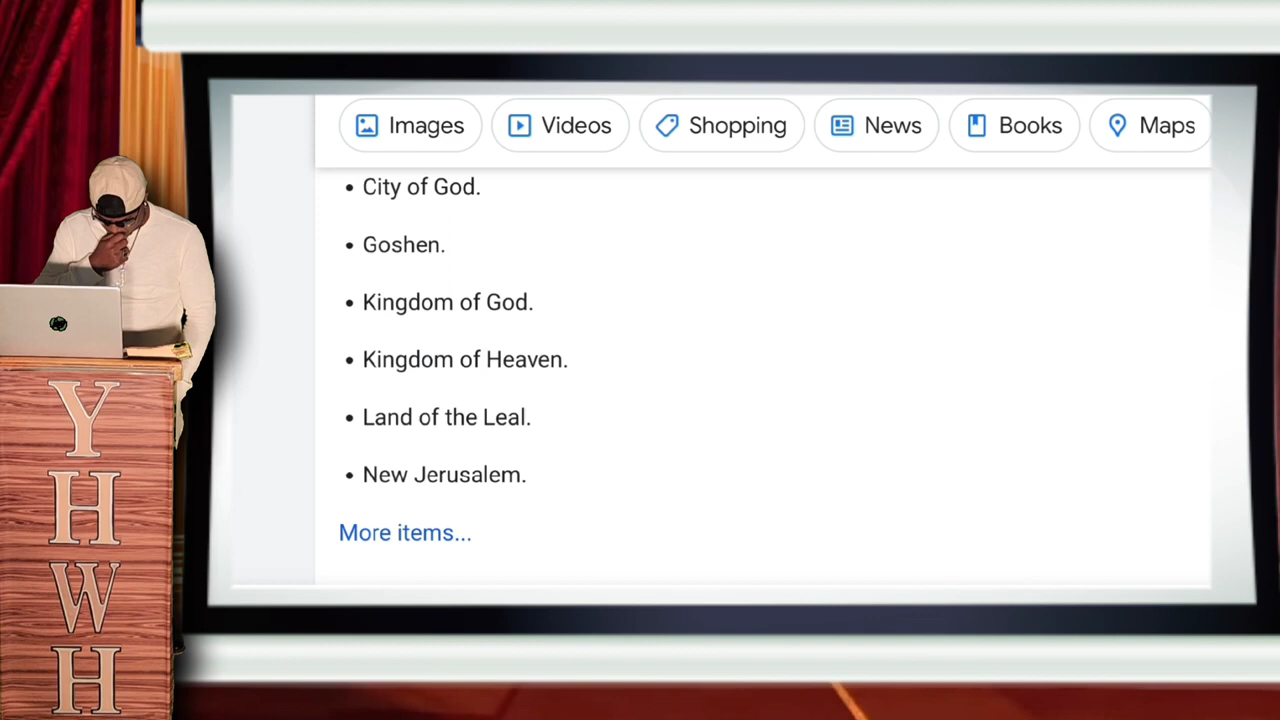 Images Videos Shopping News Books Maps
• City of God.
• Goshen.
• Kingdom of God.
• Kingdom of Heaven.
• Land of the Leal.
• New Jerusalem.
More items...
Y
H
W
H